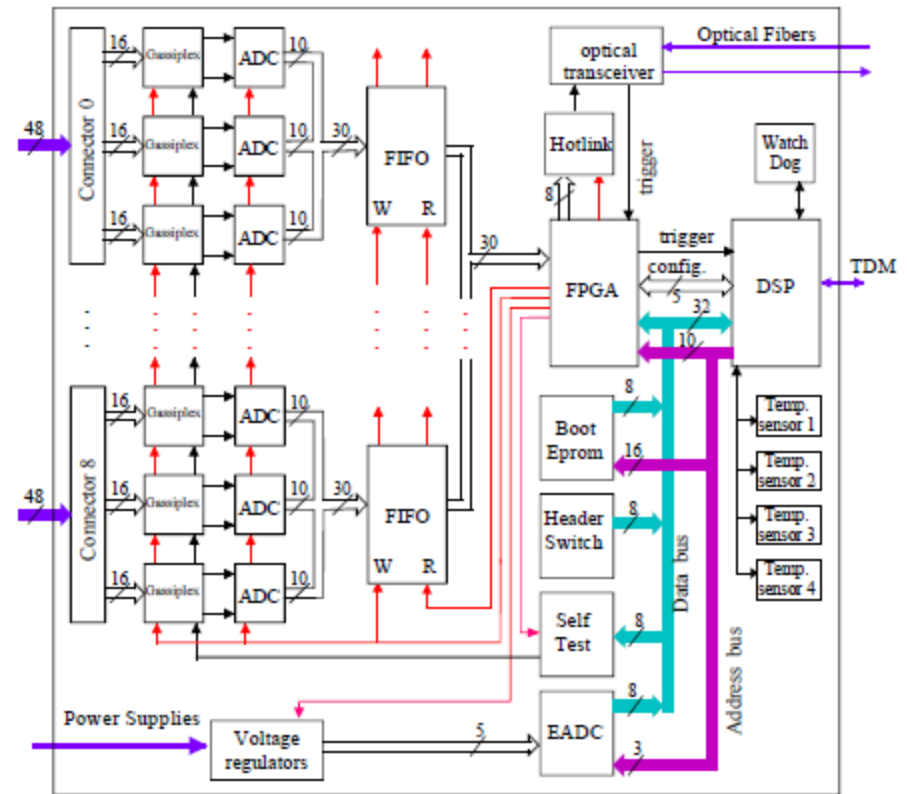 Optical Fibers
optical
transceiver
Hotlink
8
trigger
Watch
Dog
48
Connector 0
16
Gassiplex
ADC
10
16
Gassiplex
ADC
10
16
Gassiplex
ADC
10
30
FIFO
W R
30
FPGA
trigger
config.
5
32
10
DSP
TDM
48
Connector 8
16
Gassiplex
ADC
10
16
Gassiplex
ADC
10
16
Gassiplex
ADC
10
30
FIFO
W R
Boot
Eprom
8
16
Header
Switch
8
Self
Test
8
EADC
8
3
Data bus
Address bus
Temp.
sensor 1
Temp.
sensor 2
Temp.
sensor 3
Temp.
sensor 4
Power Supplies
Voltage
regulators
5